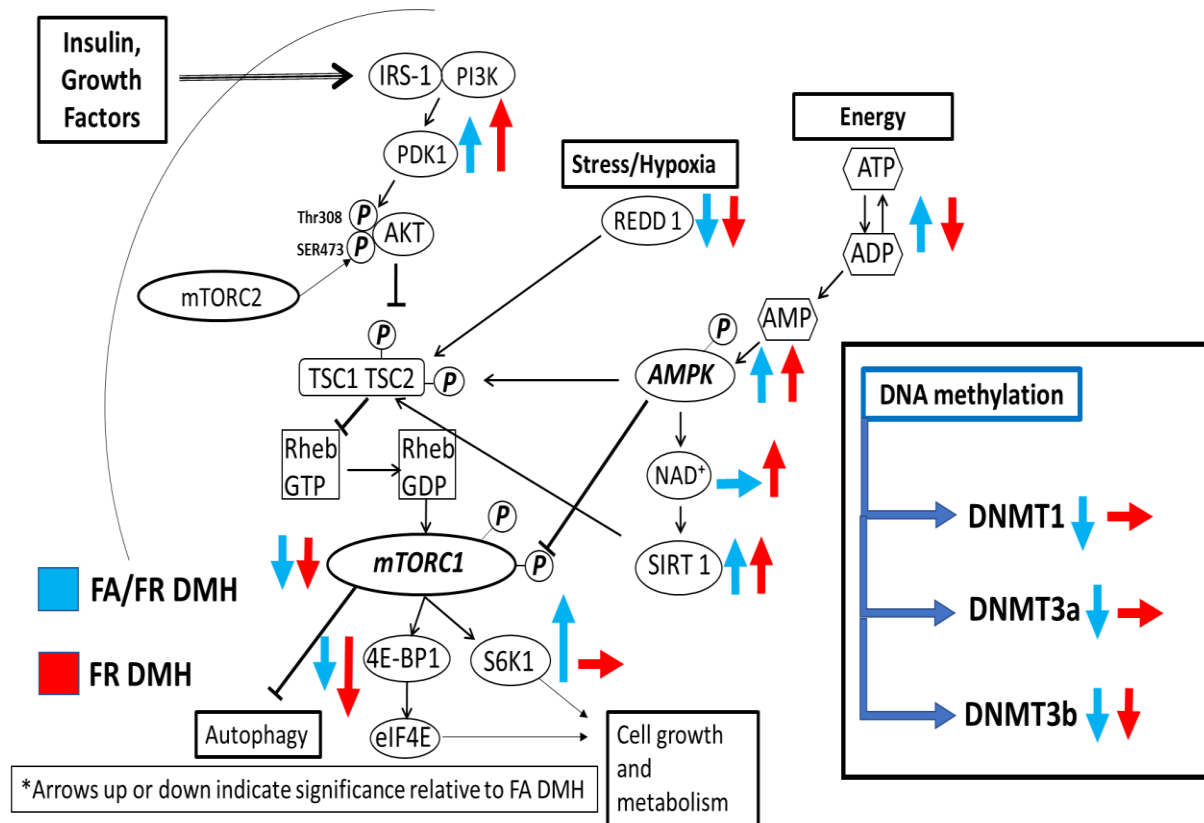 Insulin,
Growth
Factors
IRS-1
PI3K
PDK1
Thr308
P
SER473
P
AKT
mTORC2
Stress/Hypoxia
REDD 1
Energy
ATP
ADP
AMP
P
AMPK
P
TSC1 TSC2
P
Rheb
GTP
Rheb
GDP
NAD+
SIRT 1
P
mTORC1
P
4E-BP1
S6K1
eIF4E
Autophagy
Cell growth
and
metabolism
FA/FR DMH
FR DMH
*Arrows up or down indicate significance relative to FA DMH
DNA methylation
DNMT1
DNMT3a
DNMT3b